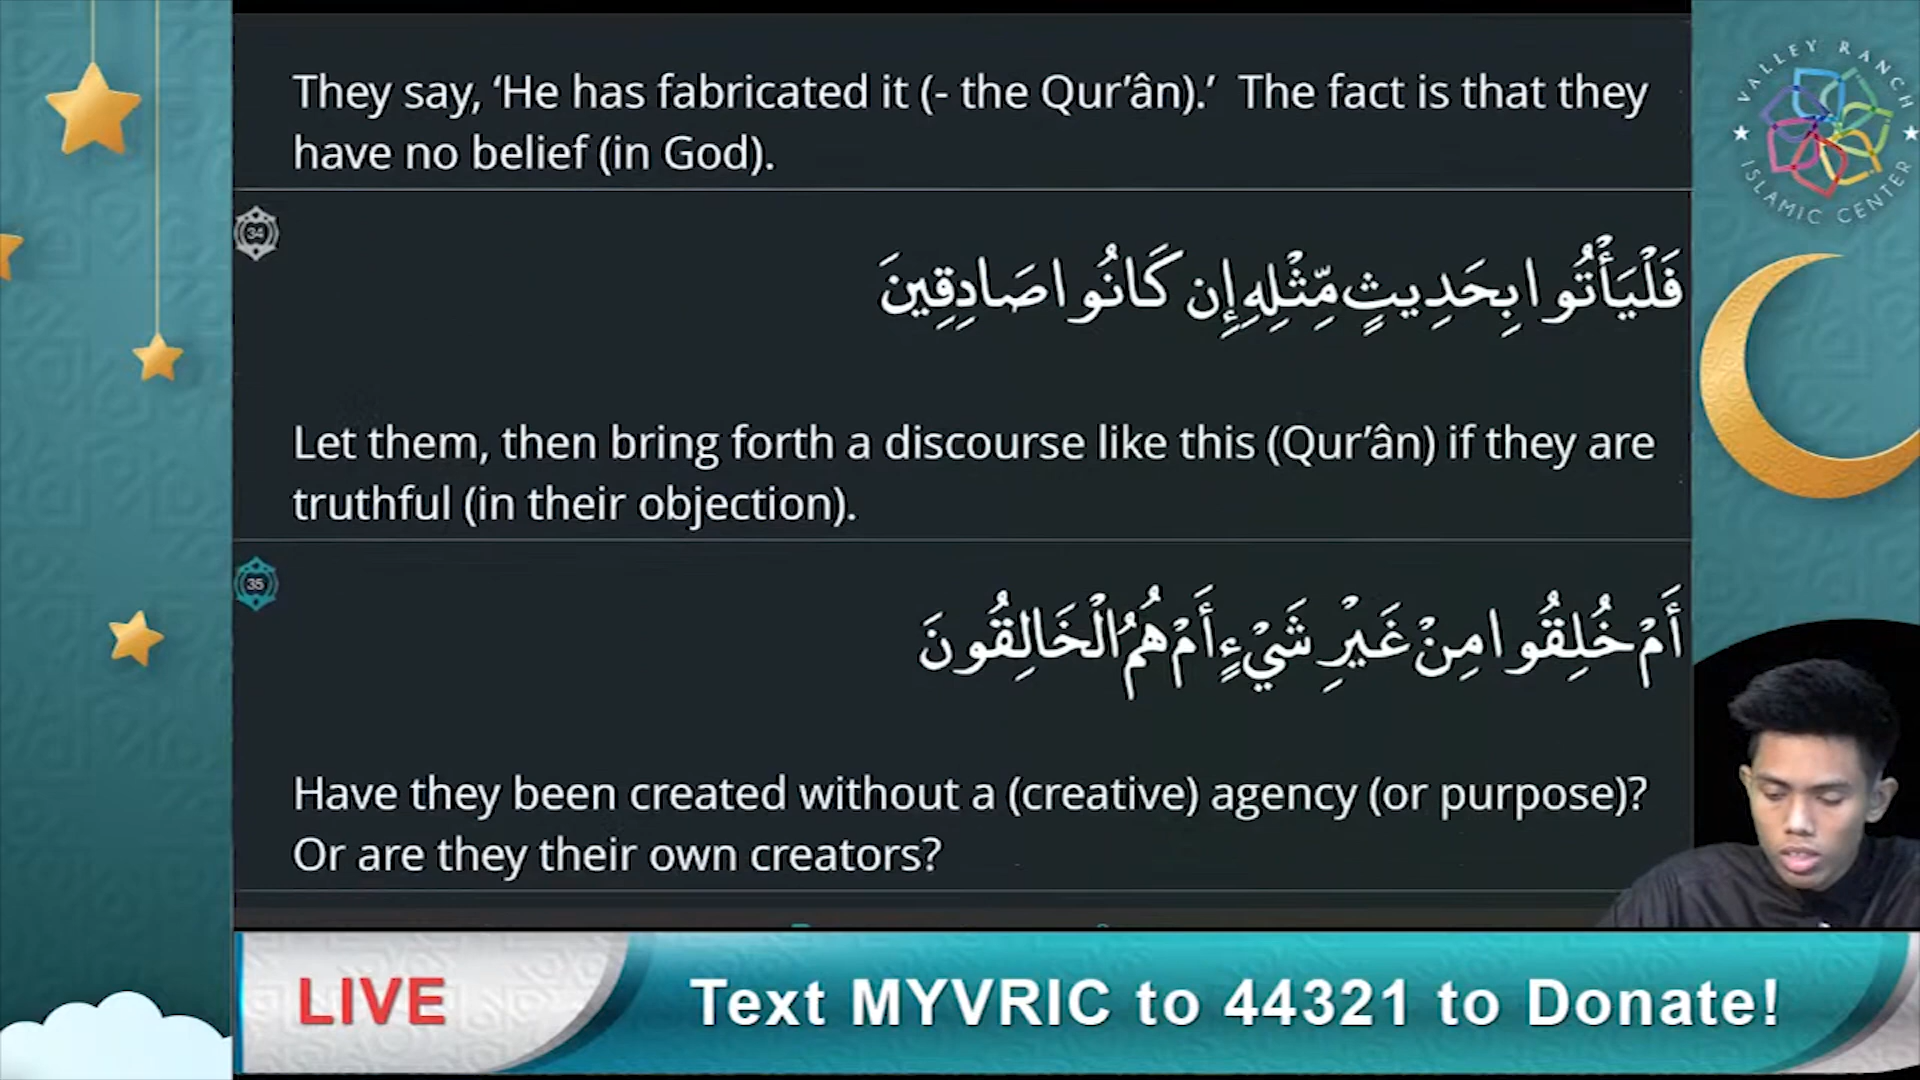 They say, ‘He has fabricated it (- the Qur’ân).’ The fact is that they
have no belief (in God).
34
فَلْيَأْتُوا بِحَدِيثٍ مِّثْلِهِ إِن كَانُوا صَادِقِينَ
Let them, then bring forth a discourse like this (Qur’ân) if they are
truthful (in their objection).
35
أَمْ خُلِقُوا مِنْ غَيْرِ شَيْءٍ أَمْ هُمُ الْخَالِقُونَ
Have they been created without a (creative) agency (or purpose)?
Or are they their own creators?
VALLEY RANCH
ISLAMIC CENTER
LIVE
Text MYVRIC to 44321 to Donate!